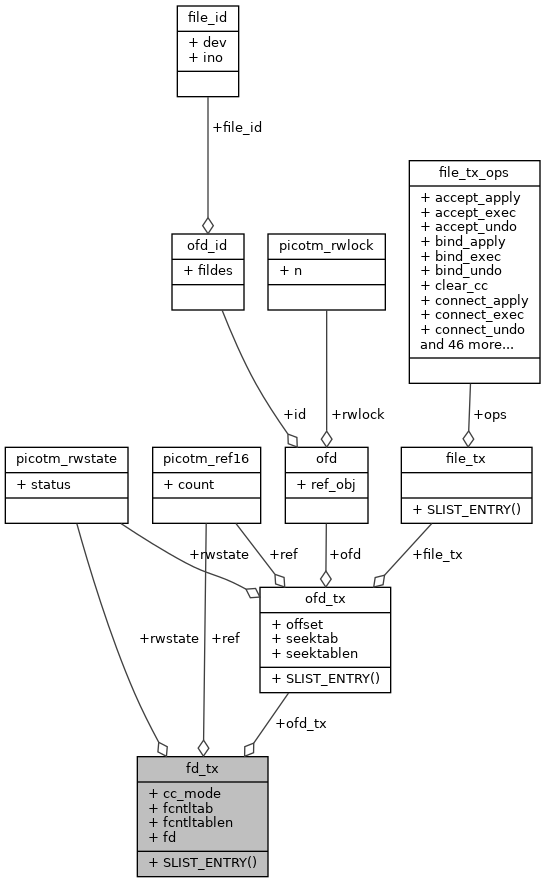 file_id
+ dev
+ ino
+file_id
file_tx_ops
+ accept_apply
+ accept_exec
+ accept_undo
+ bind_apply
+ bind_exec
+ bind_undo
+ clear_cc
+ connect_apply
+ connect_exec
+ connect_undo
and 46 more...
ofd_id
+ fildes
picotm_rwlock
+ n
+id
+rwlock
+ops
picotm_rwstate
+ status
picotm_ref16
+ count
ofd
+ ref_obj
file_tx
+ SLIST_ENTRY()
+rwstate
+ref
+ofd
+file_tx
ofd_tx
+ offset
+ seektab
+ seektablen
+ SLIST_ENTRY()
+rwstate
+ref
+ofd_tx
fd_tx
+ cc_mode
+ fcntltab
+ fcntltablen
+ fd
+ SLIST_ENTRY()